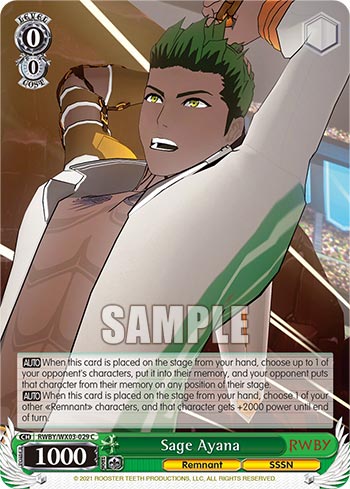 LEVEL
0
0
COST
SAMPLE
AUTO When this card is placed on the stage from your hand, choose up to 1 of
your opponent's characters, put it into their memory, and your opponent puts
that character from their memory on any position of their stage.
AUTO When this card is placed on the stage from your hand, choose 1 of your
other «Remnant» characters, and that character gets +2000 power until end
of turn.
RWBY/WX03-029 C
Sage Ayana
RWBY
POWER
1000
Remnant
SSSN
© 2021 ROOSTER TEETH PRODUCTIONS, LLC, ALL RIGHTS RESERVED.